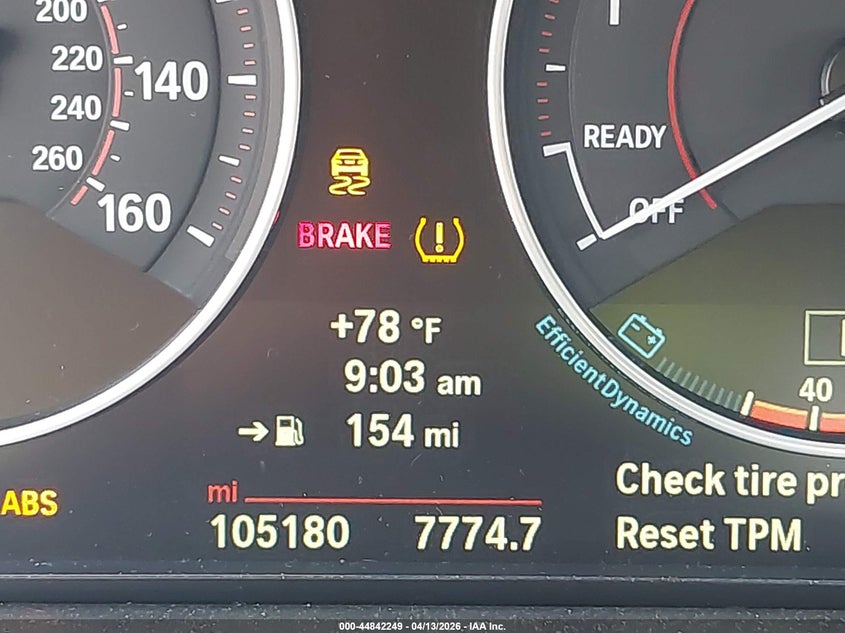 200
220
240
260
140
160
READY
OFF
BRAKE
+78 °F
9:03 am
154 mi
EfficientDynamics
40
ABS
mi
105180 7774.7
Check tire pr
Reset TPM
000-44842249 - 04/13/2026 - IAA Inc.